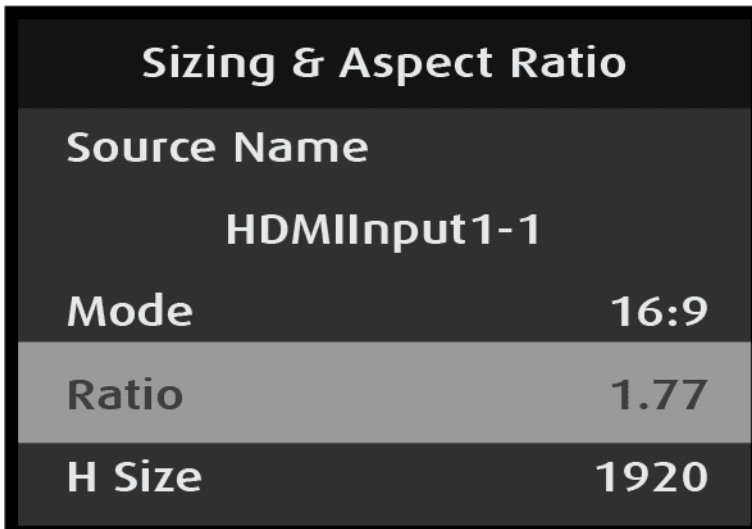 Sizing & Aspect Ratio
Source Name
HDMIInput1-1
Mode 16:9
Ratio 1.77
H Size 1920